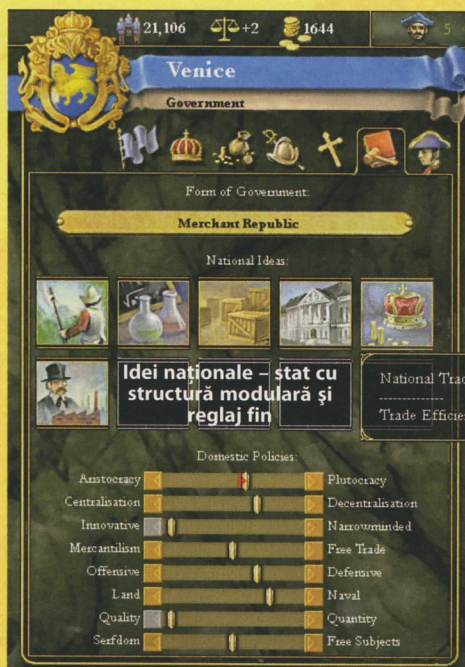 21,106 +2 1644 5
Venice
Government
Form of Government:
Merchant Republic
National Ideas:
Idei naţionale – stat cu
structură modulară şi
reglaj fin
National Trad
Trade Efficie
Domestic Policies:
Aristocracy Plutocracy
Centralisation Decentralisation
Innovative Narrowminded
Mercantilism Free Trade
Offensive Defensive
Land Naval
Quality Quantity
Serfdom Free Subjects